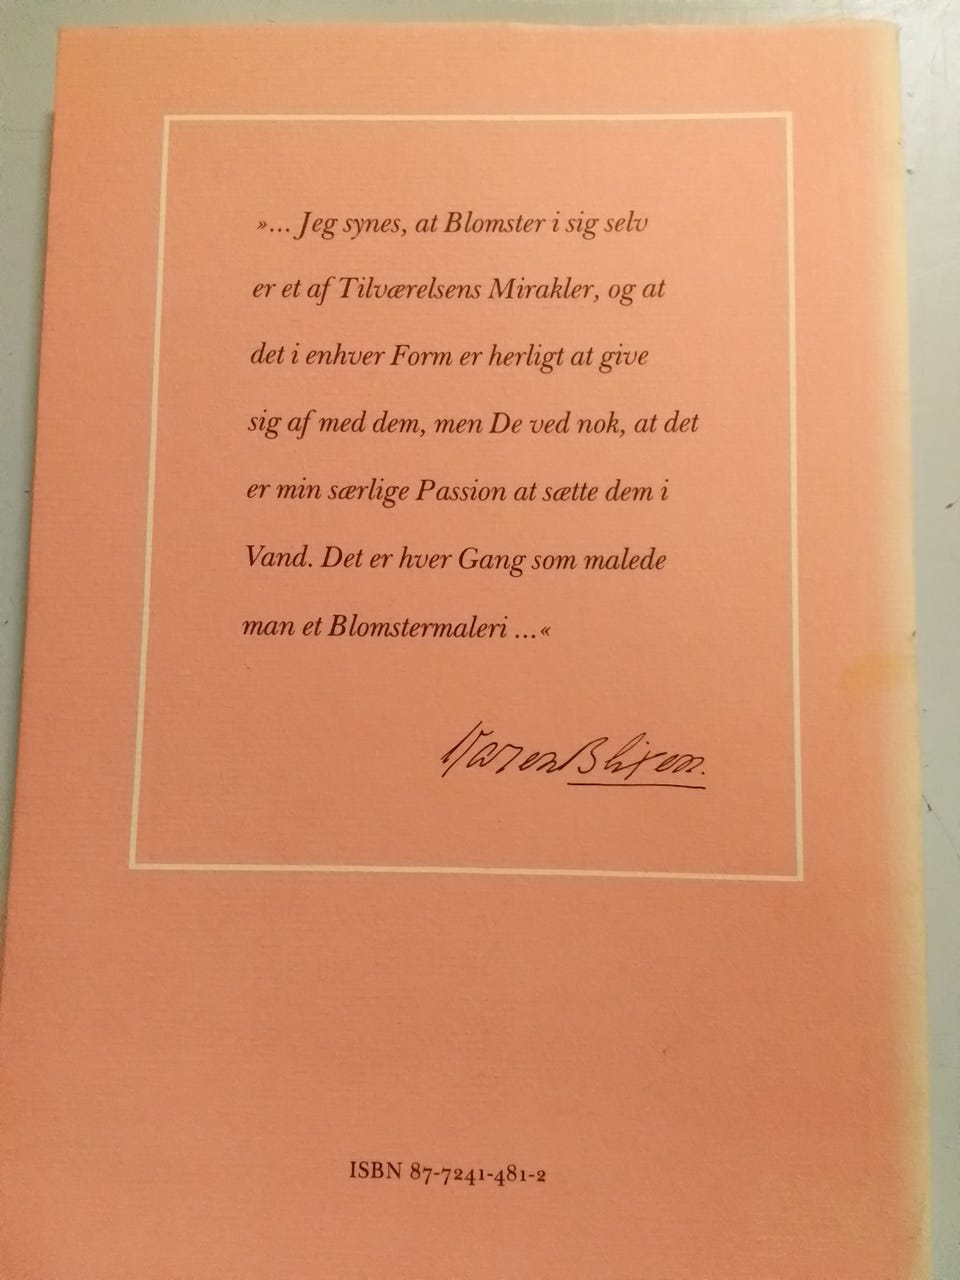 »... Jeg synes, at Blomster i sig selv
er et af Tilværelsens Mirakler, og at
det i enhver Form er herligt at give
sig af med dem, men De ved nok, at det
er min særlige Passion at sætte dem i
Vand. Det er hver Gang som malede
man et Blomstermaleri ...«
Karen Blixen.
ISBN 87-7241-481-2